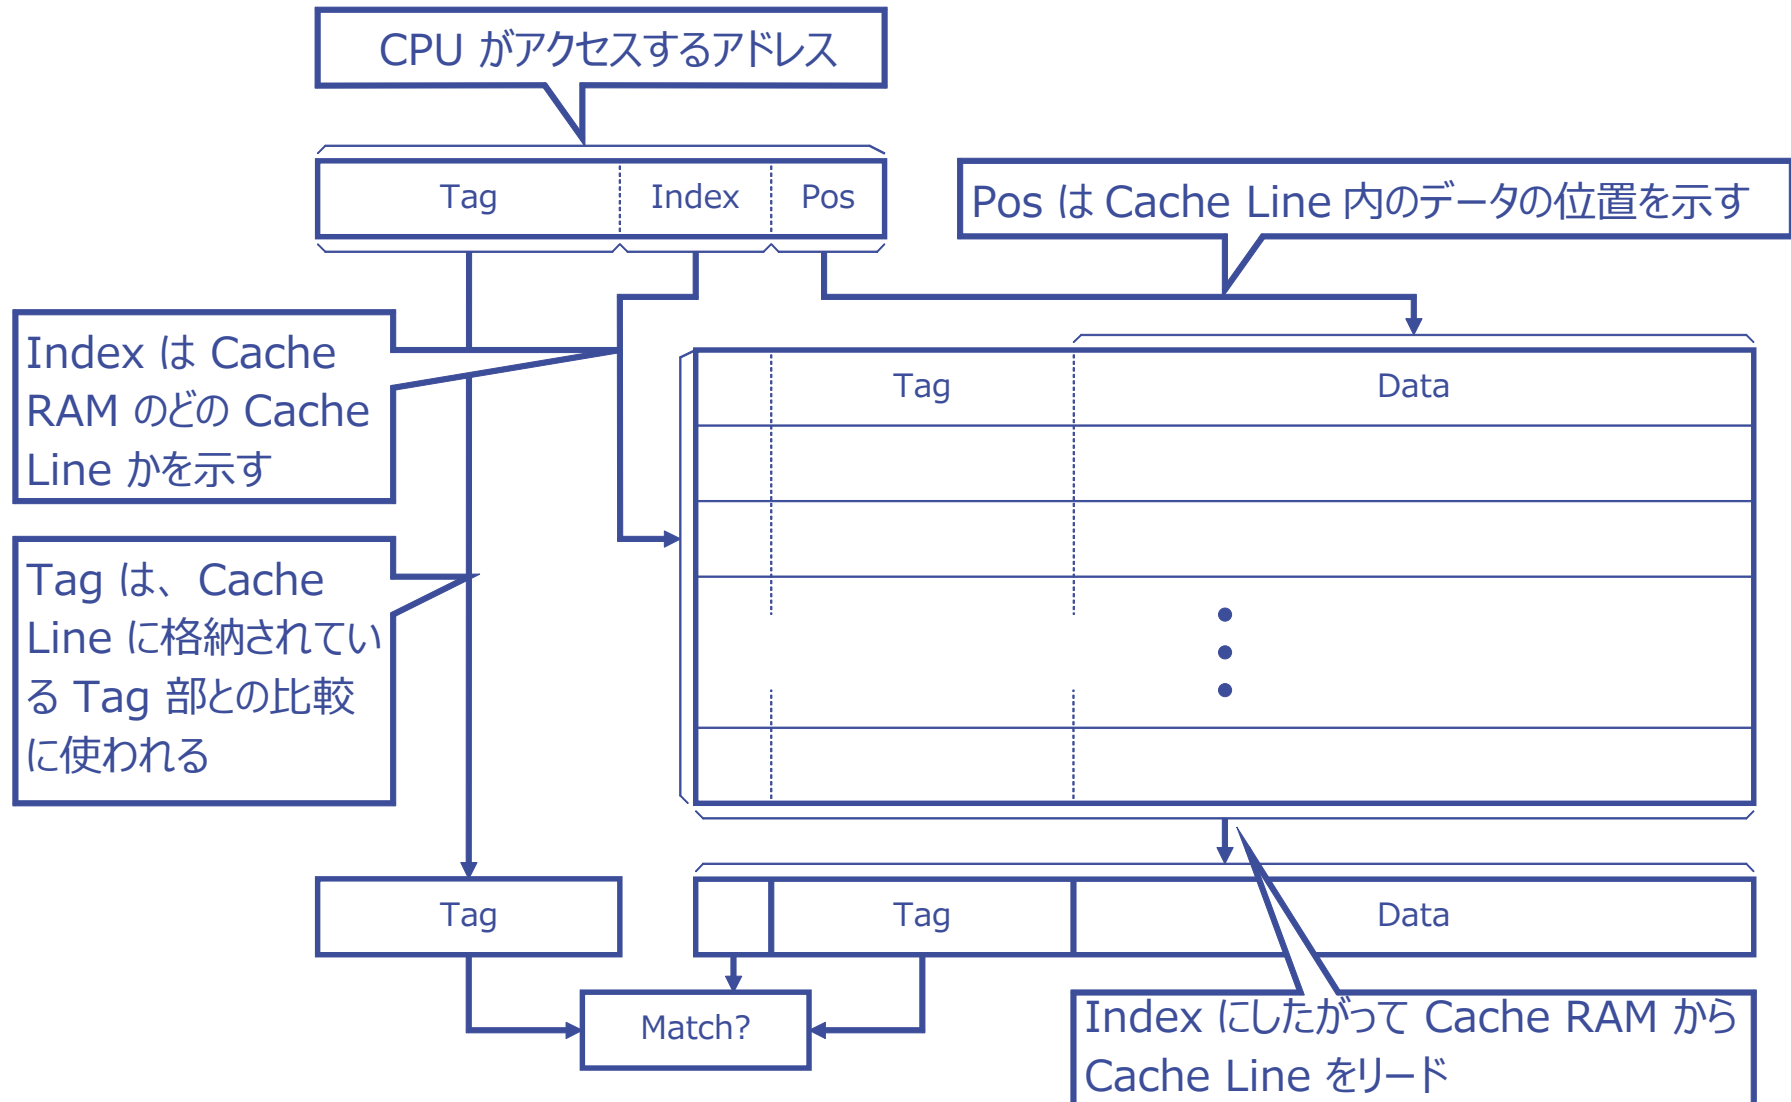 CPU がアクセスするアドレス
Tag Index Pos
Pos は Cache Line 内のデータの位置を示す
Index は Cache
RAM のどの Cache
Line かを示す
Tag Data
Tag は、Cache
Line に格納されてい
る Tag 部との比較
に使われる
Tag
Tag Data
Match?
Index にしたがって Cache RAM から
Cache Line をリード